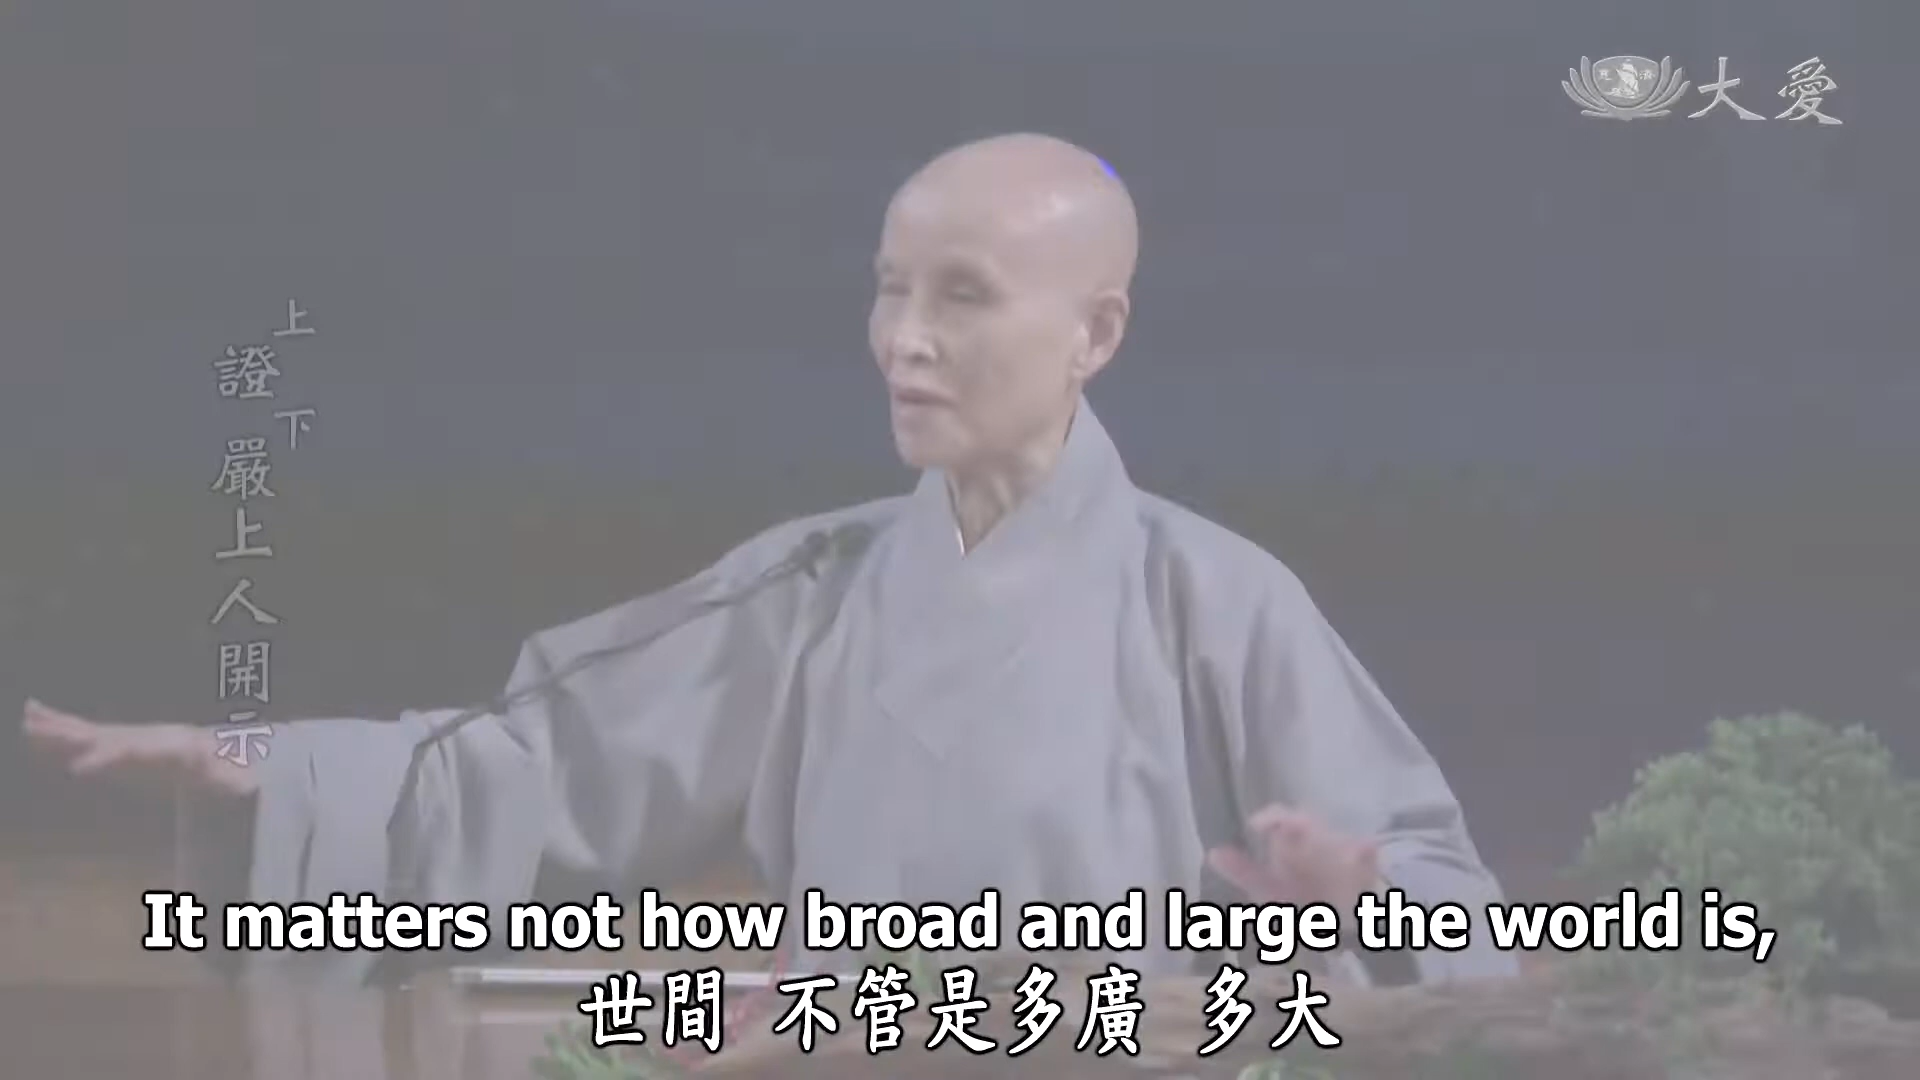 大愛
上證下嚴上人開示
It matters not how broad and large the world is,
世間 不管是多廣 多大